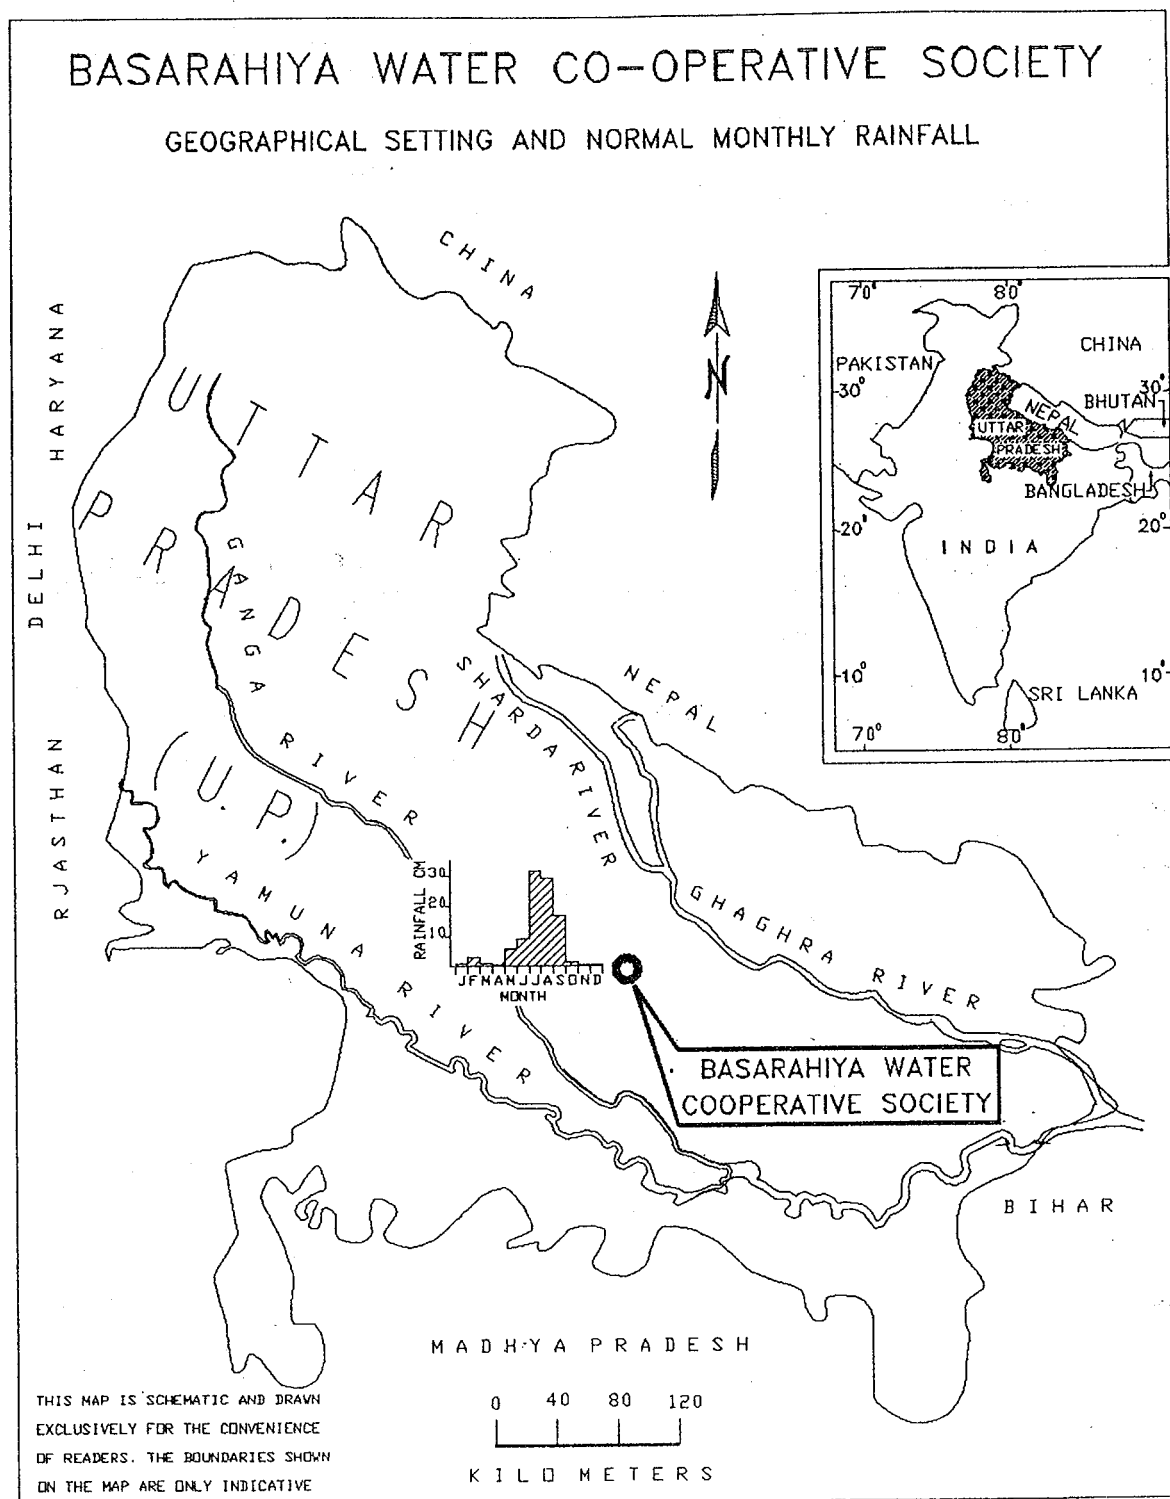 BASARAHIYA WATER CO-OPERATIVE SOCIETY
GEOGRAPHICAL SETTING AND NORMAL MONTHLY RAINFALL
CHINA
HARYANA
DELHI
RJASTHAN
UTTAR
PRADESH
(U.P.)
GANGA RIVER
SHARDA RIVER
NEPAL
YAMUNA RIVER
GHAGHRA RIVER
N
70° 80°
PAKISTAN
CHINA
30° 30°
BHUTAN
NEPAL
UTTAR
PRADESH
BANGLADESH
20° 20°
INDIA
10° 10°
SRI LANKA
70° 80°
RAINFALL CM
30
20
10
JFMAMJJASOND
MONTH
BASARAHIYA WATER
COOPERATIVE SOCIETY
BIHAR
MADHYA PRADESH
0 40 80 120
KILO METERS
THIS MAP IS SCHEMATIC AND DRAWN
EXCLUSIVELY FOR THE CONVENIENCE
OF READERS. THE BOUNDARIES SHOWN
ON THE MAP ARE ONLY INDICATIVE